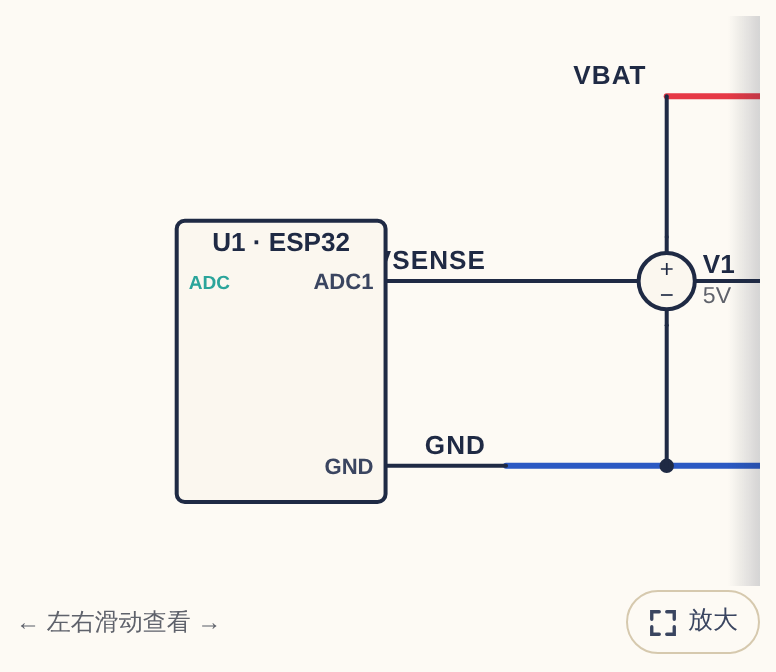 VBAT
U1 · ESP32
VSENSE
ADC
ADC1
+
V1
−
5V
GND
GND
← 左右滑动查看 →
放大